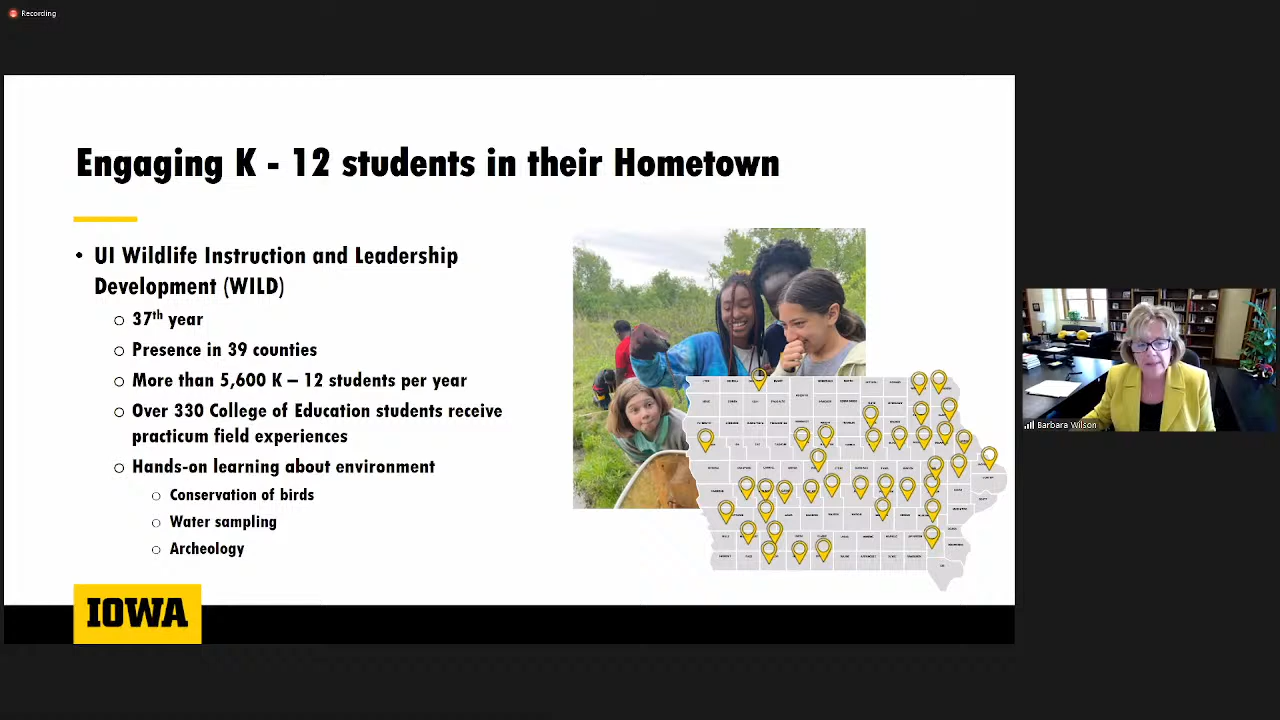 Recording
Engaging K - 12 students in their Hometown
• UI Wildlife Instruction and Leadership
Development (WILD)
○ 37th year
○ Presence in 39 counties
○ More than 5,600 K – 12 students per year
○ Over 330 College of Education students receive
practicum field experiences
○ Hands-on learning about environment
○ Conservation of birds
○ Water sampling
○ Archeology
IOWA
Barbara Wilson